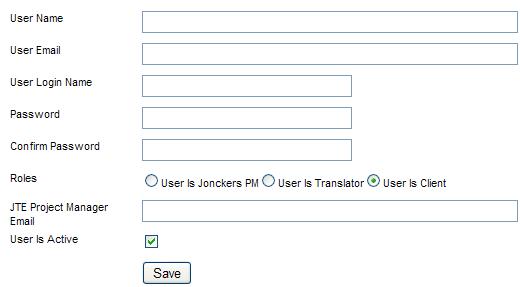 User Name
User Email
User Login Name
Password
Confirm Password
Roles User Is Jonckers PM User Is Translator User Is Client
JTE Project Manager
Email
User Is Active
Save